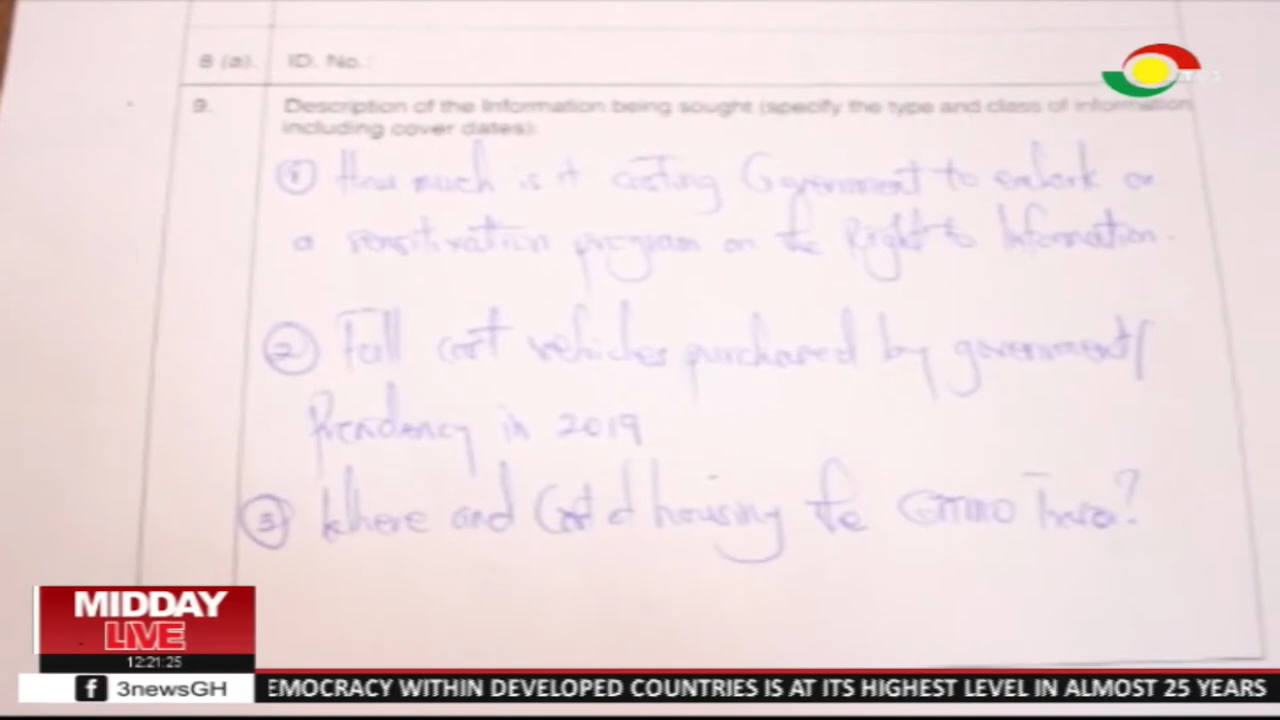 8 (a). ID. No.:
9. Description of the Information being sought (specify the type and class of information
including cover dates):
① How much is it costing Government to embark on
a sensitization program on the Right to Information.
② Full cost vehicles purchased by government/
Presidency in 2019
③ Where and Cost of housing the
MIDDAY
LIVE
12:21:25
3newsGH
EMOCRACY WITHIN DEVELOPED COUNTRIES IS AT ITS HIGHEST LEVEL IN ALMOST 25 YEARS